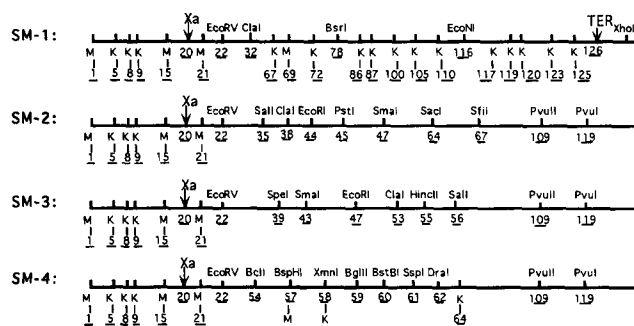 Xa TER
SM-1: EcoRV ClaI BsrI EcoNI XhoI
M K K K M 20 M 22 32 K M K 78 K K K K K 116 K K K K K 126
1 5 8 9 15 21 67 69 72 86 87 100 105 110 117 119 120 123 125
Xa
SM-2: EcoRV SalI ClaI EcoRI PstI SmaI SacI SfiI PvuII PvuI
M K K K M 20 M 22 35 38 44 45 47 64 67 109 119
1 5 8 9 15 21
Xa
SM-3: EcoRV SpeI SmaI EcoRI ClaI HincII SalI PvuII PvuI
M K K K M 20 M 22 39 43 47 53 55 56 109 119
1 5 8 9 15 21
Xa
SM-4: EcoRV BclI BspHI XmnI BglII BstBI SspI DraI PvuII PvuI
M K K K M 20 M 22 54 57 58 59 60 61 62 K 109 119
1 5 8 9 15 21 M K 64